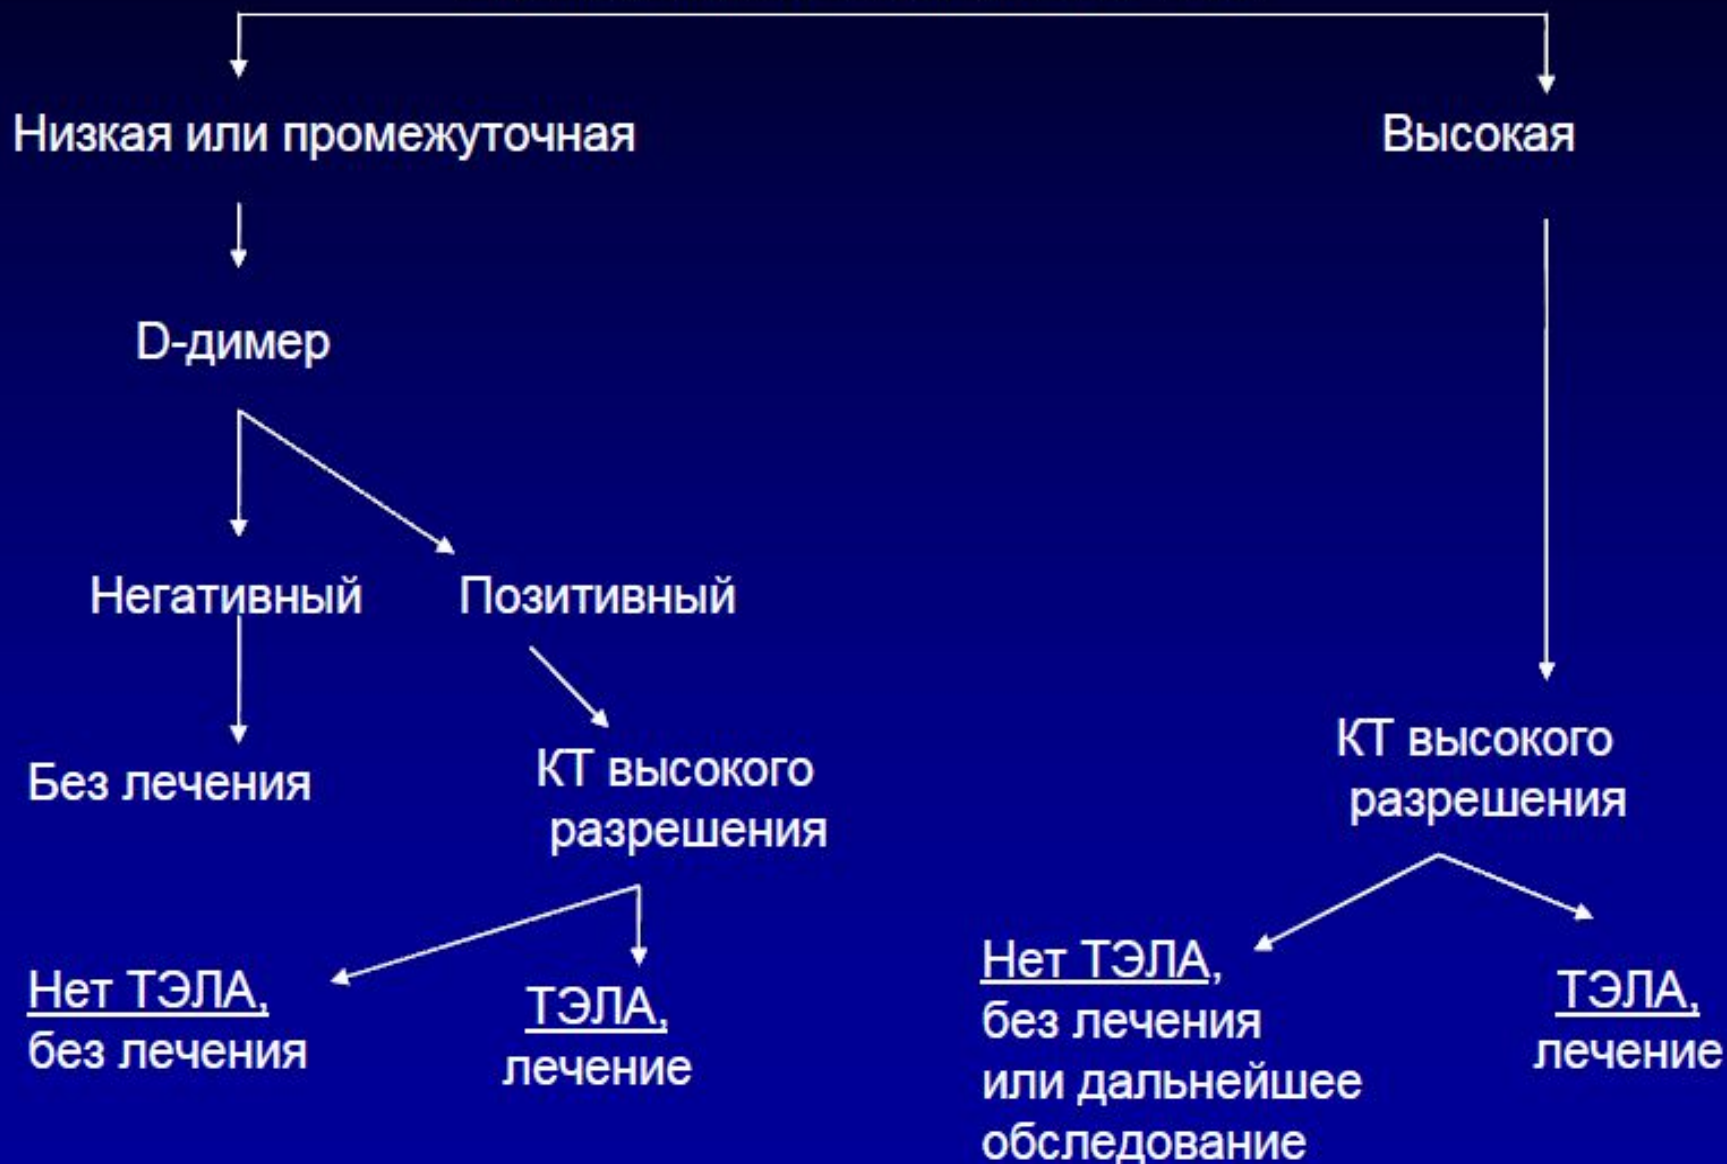 Низкая или промежуточная
Высокая
D-димер
Негативный
Позитивный
Без лечения
КТ высокого
разрешения
КТ высокого
разрешения
Нет ТЭЛА,
без лечения
ТЭЛА,
лечение
Нет ТЭЛА,
без лечения
или дальнейшее
обследование
ТЭЛА,
лечение